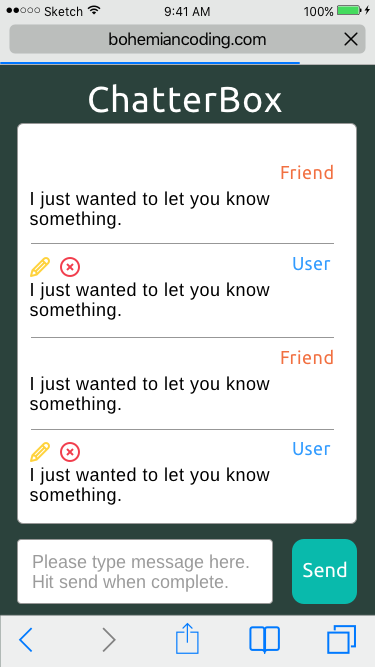 Sketch 9:41 AM 100%
bohemiancoding.com
ChatterBox
Friend
I just wanted to let you know
something.
User
I just wanted to let you know
something.
Friend
I just wanted to let you know
something.
User
I just wanted to let you know
something.
Please type message here.
Hit send when complete.
Send